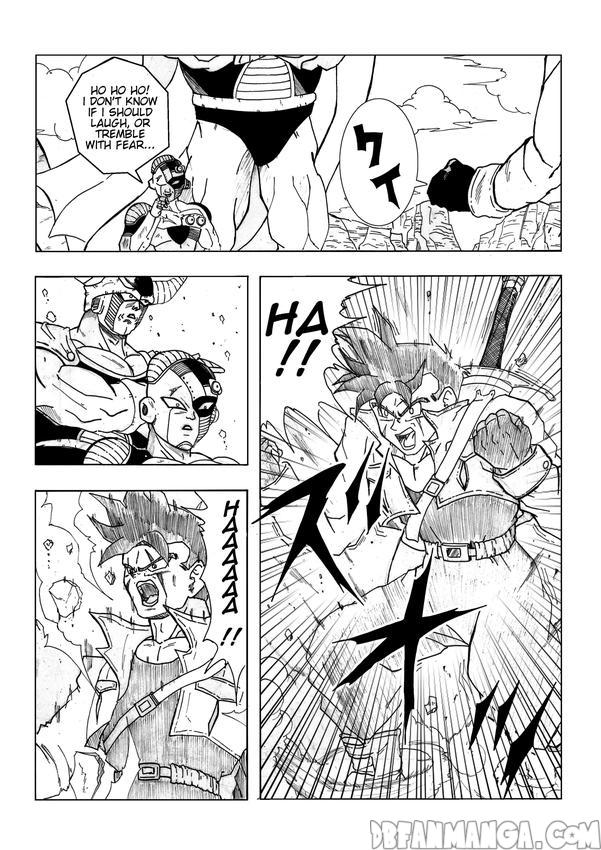 HO HO HO!
I DON'T KNOW
IF I SHOULD
LAUGH, OR
TREMBLE
WITH FEAR...
クイ
HA
!!
ズオッ
HAAAAAA
!!
DBFANMANGA.COM